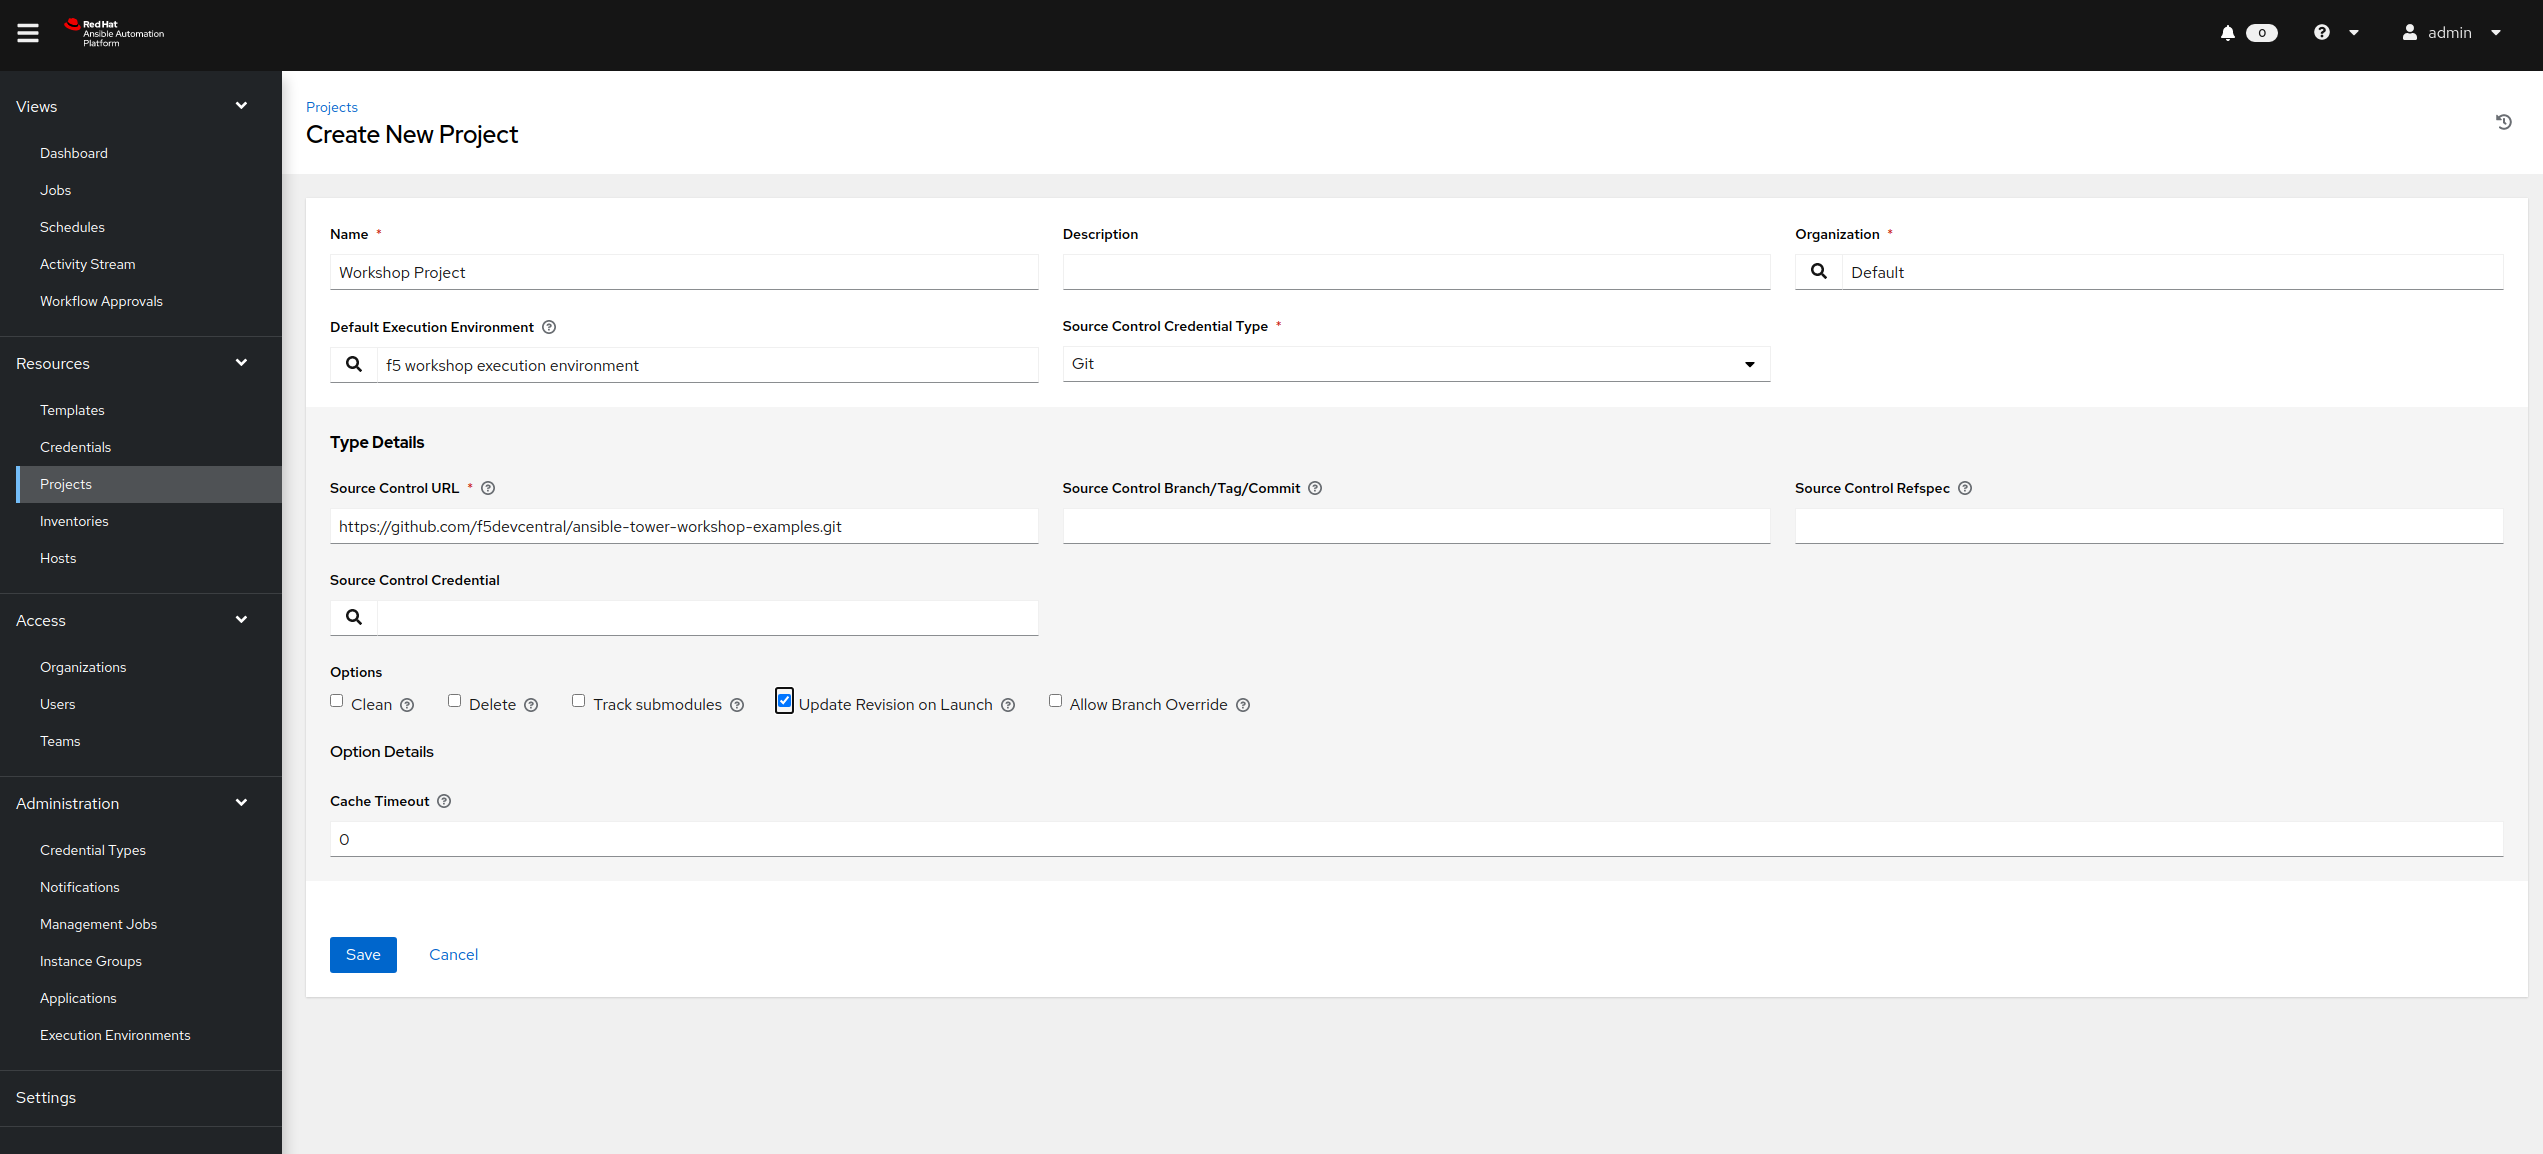 Red Hat
Ansible Automation
Platform
0
admin
Views
Dashboard
Jobs
Schedules
Activity Stream
Workflow Approvals
Resources
Templates
Credentials
Projects
Inventories
Hosts
Access
Organizations
Users
Teams
Administration
Credential Types
Notifications
Management Jobs
Instance Groups
Applications
Execution Environments
Settings
Projects
Create New Project
Name *
Workshop Project
Description
Organization *
Default
Default Execution Environment
f5 workshop execution environment
Source Control Credential Type *
Git
Type Details
Source Control URL *
https://github.com/f5devcentral/ansible-tower-workshop-examples.git
Source Control Branch/Tag/Commit
Source Control Refspec
Source Control Credential
Options
Clean Delete Track submodules Update Revision on Launch Allow Branch Override
Option Details
Cache Timeout
0
Save Cancel